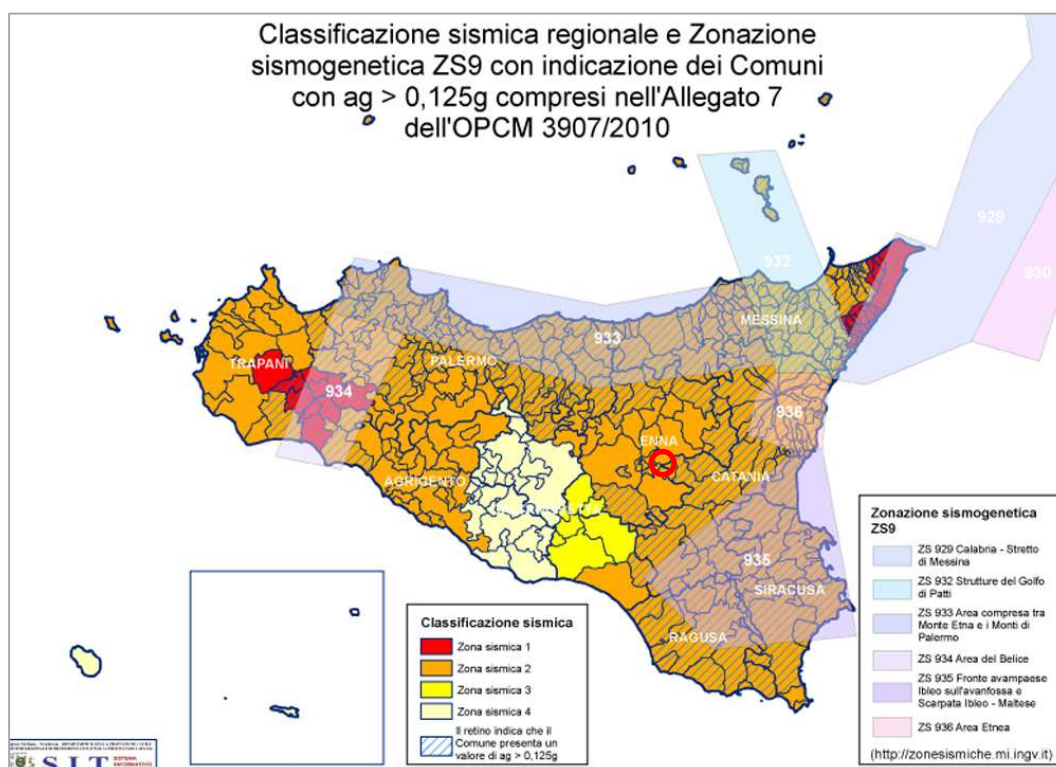 Classificazione sismica regionale e Zonazione
sismogenetica ZS9 con indicazione dei Comuni
con ag > 0,125g compresi nell'Allegato 7
dell'OPCM 3907/2010
929
932
930
MESSINA
933
TRAPANI
PALERMO
934
936
ENNA
AGRIGENTO
CATANIA
935
SIRACUSA
RAGUSA
Classificazione sismica
Zona sismica 1
Zona sismica 2
Zona sismica 3
Zona sismica 4
Il retino indica che il
Comune presenta un
valore di ag > 0,125g
Zonazione sismogenetica
ZS9
ZS 929 Calabria - Stretto
di Messina
ZS 932 Strutture del Golfo
di Patti
ZS 933 Area compresa tra
Monte Etna e i Monti di
Palermo
ZS 934 Area del Belice
ZS 935 Fronte avampaese
Ibleo sull'avanfossa e
Scarpata Ibleo - Maltese
ZS 936 Area Etnea
(http://zonesismiche.mi.ingv.it)
S.I.T.
SISTEMA
INFORMATIVO